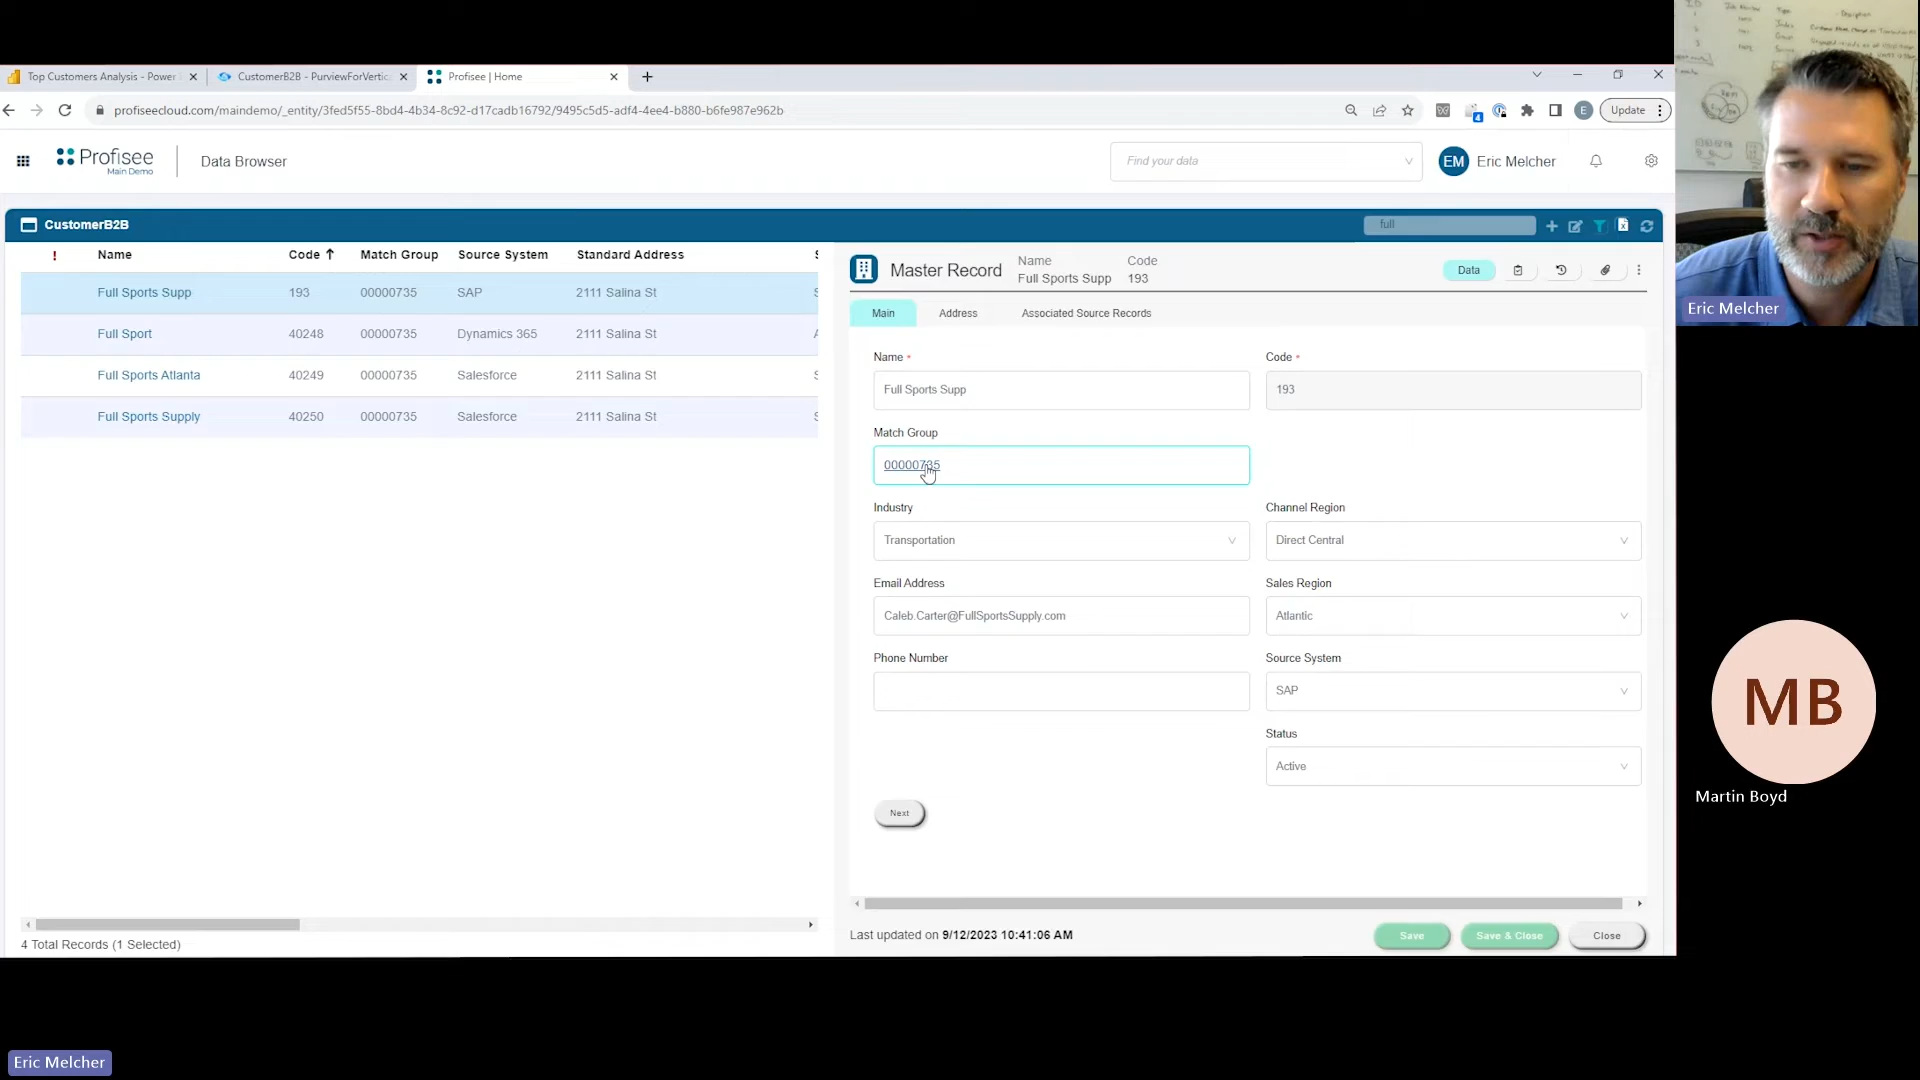 Top Customers Analysis - Power
CustomerB2B - PurviewForVertic
Profisee | Home
profiseecloud.com/maindemo/_entity/3fed5f55-8bd4-4b34-8c92-d17cadb16792/9495c5d5-adf4-4ee4-b880-b6fe987e962b
4
E
Update
Profisee
Main Demo
Data Browser
Find your data
EM
Eric Melcher
CustomerB2B
full
! Name Code Match Group Source System Standard Address S
Full Sports Supp 193 00000735 SAP 2111 Salina St S
Full Sport 40248 00000735 Dynamics 365 2111 Salina St A
Full Sports Atlanta 40249 00000735 Salesforce 2111 Salina St S
Full Sports Supply 40250 00000735 Salesforce 2111 Salina St S
4 Total Records (1 Selected)
Master Record
Name
Full Sports Supp
Code
193
Data
Main
Address
Associated Source Records
Name *
Full Sports Supp
Code *
193
Match Group
00000735
Industry
Transportation
Channel Region
Direct Central
Email Address
Caleb.Carter@FullSportsSupply.com
Sales Region
Atlantic
Phone Number
Source System
SAP
Status
Active
Next
Last updated on 9/12/2023 10:41:06 AM
Save
Save & Close
Close
Eric Melcher
MB
Martin Boyd
Eric Melcher